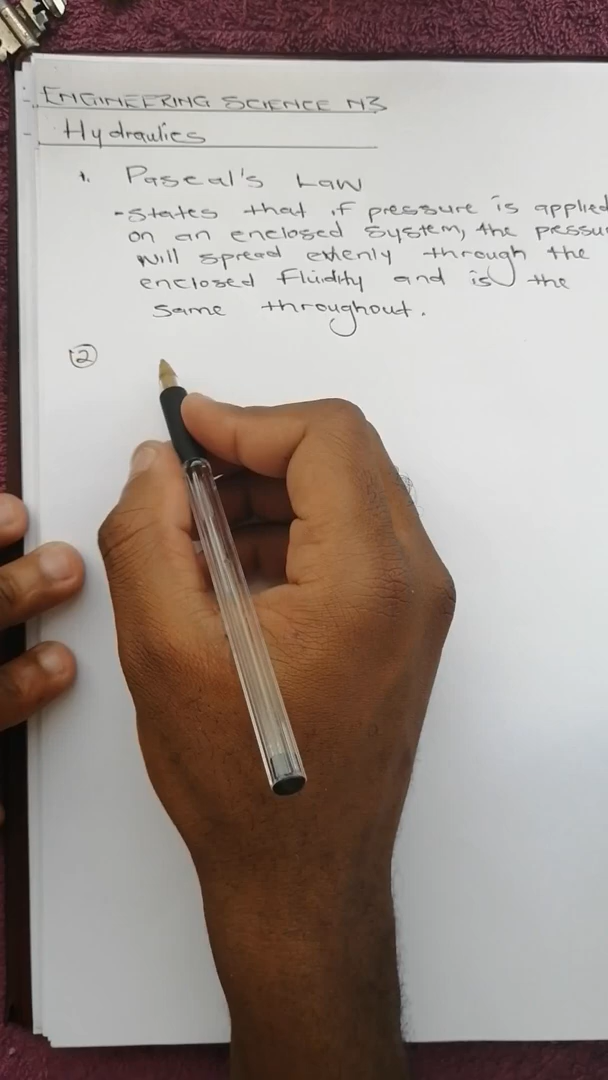 ENGINEERING SCIENCE N3
Hydraulics
1. Pascal's Law
-States that if pressure is applied
on an enclosed system, the pessu
will spread evenly through the
enclosed fluidity and is the
same throughout.
2